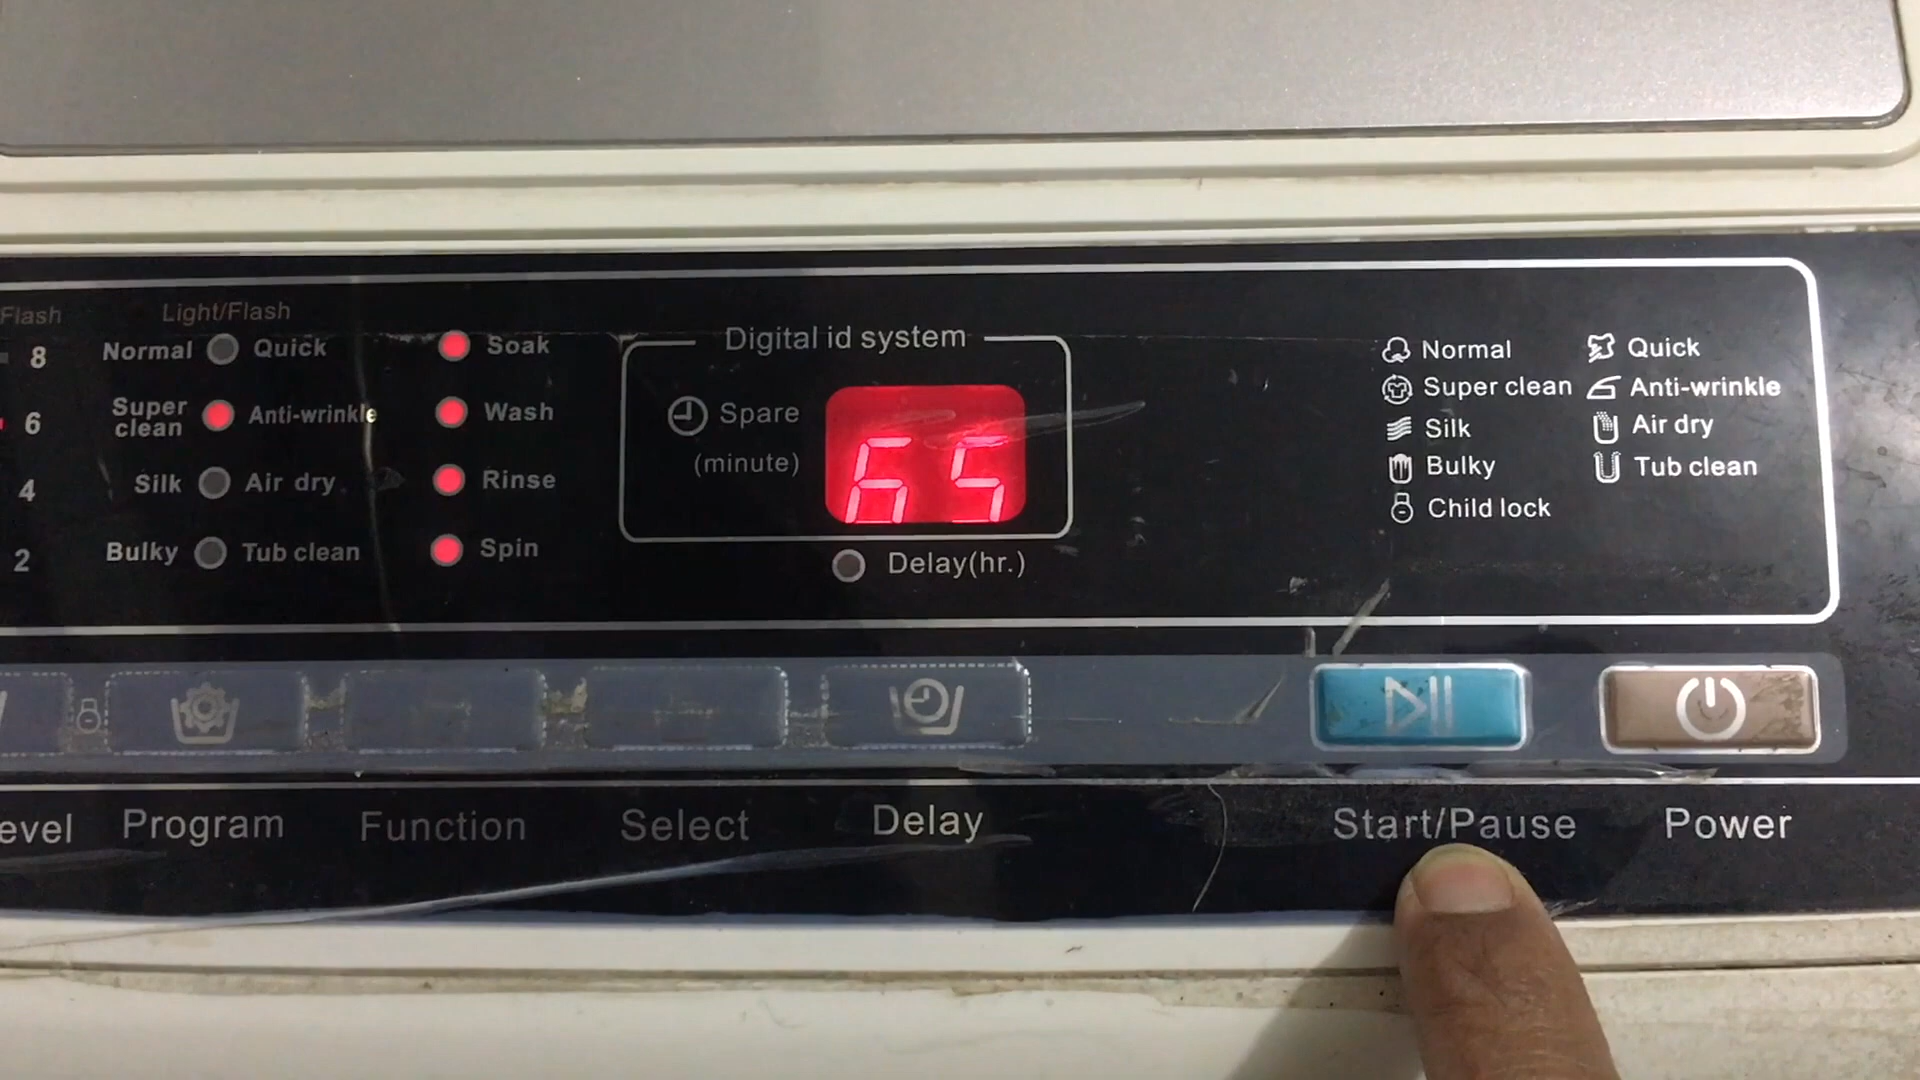 Flash
Light/Flash
8
Normal
Quick
Soak
6
Super
clean
Anti-wrinkle
Wash
4
Silk
Air dry
Rinse
2
Bulky
Tub clean
Spin
Digital id system
Spare
(minute)
65
Delay(hr.)
Normal
Quick
Super clean
Anti-wrinkle
Silk
Air dry
Bulky
Tub clean
Child lock
evel
Program
Function
Select
Delay
Start/Pause
Power